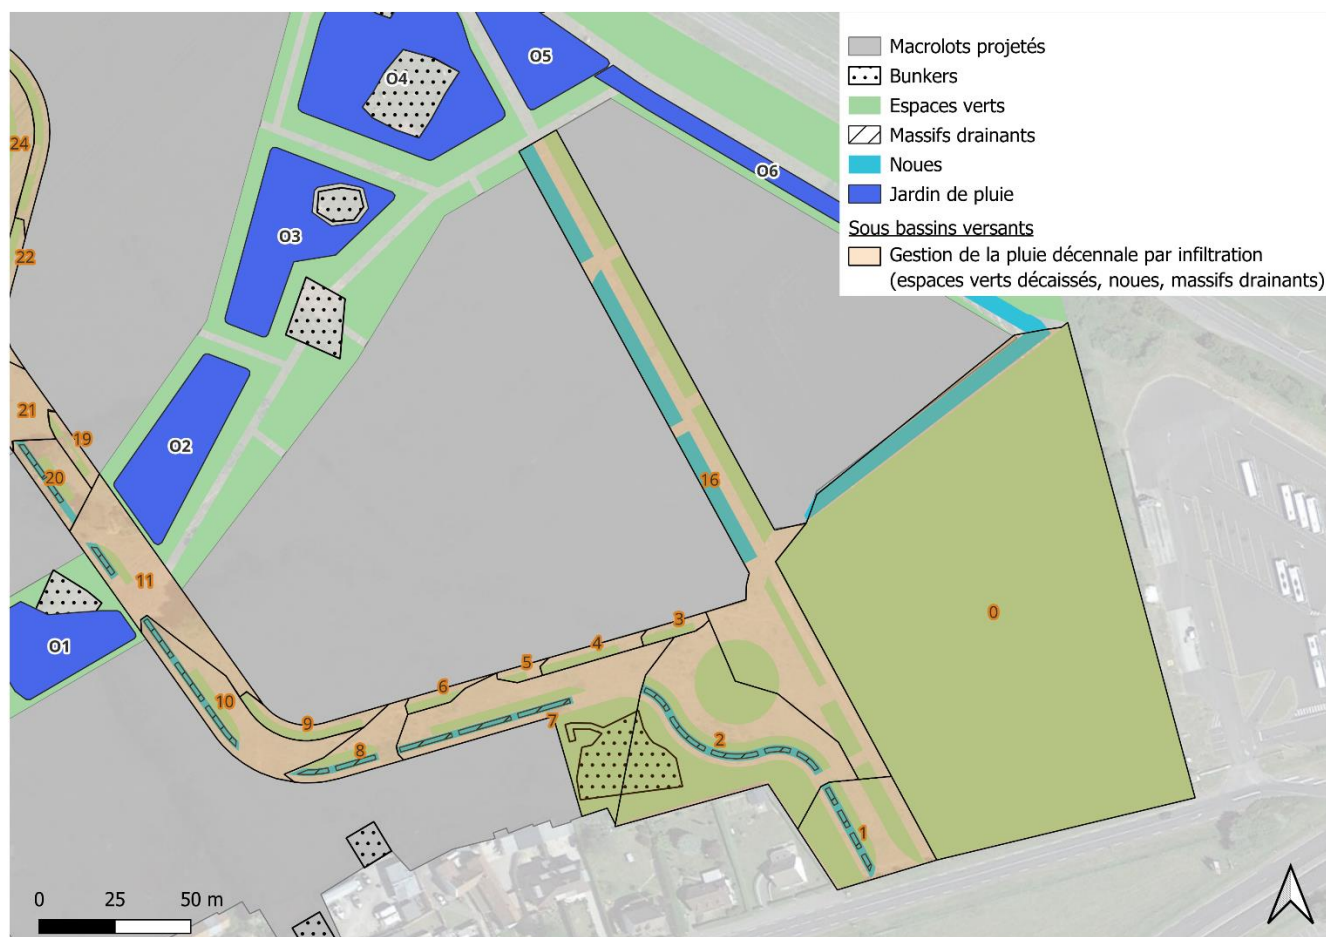 Macrolots projetés
Bunkers
Espaces verts
Massifs drainants
Noues
Jardin de pluie
Sous bassins versants
Gestion de la pluie décennale par infiltration
(espaces verts décaissés, noues, massifs drainants)
O5
O4
24
O6
O3
22
21
19
O2
20
16
11
0
3
O1
4
5
6
10
9
7
2
8
1
0 25 50 m